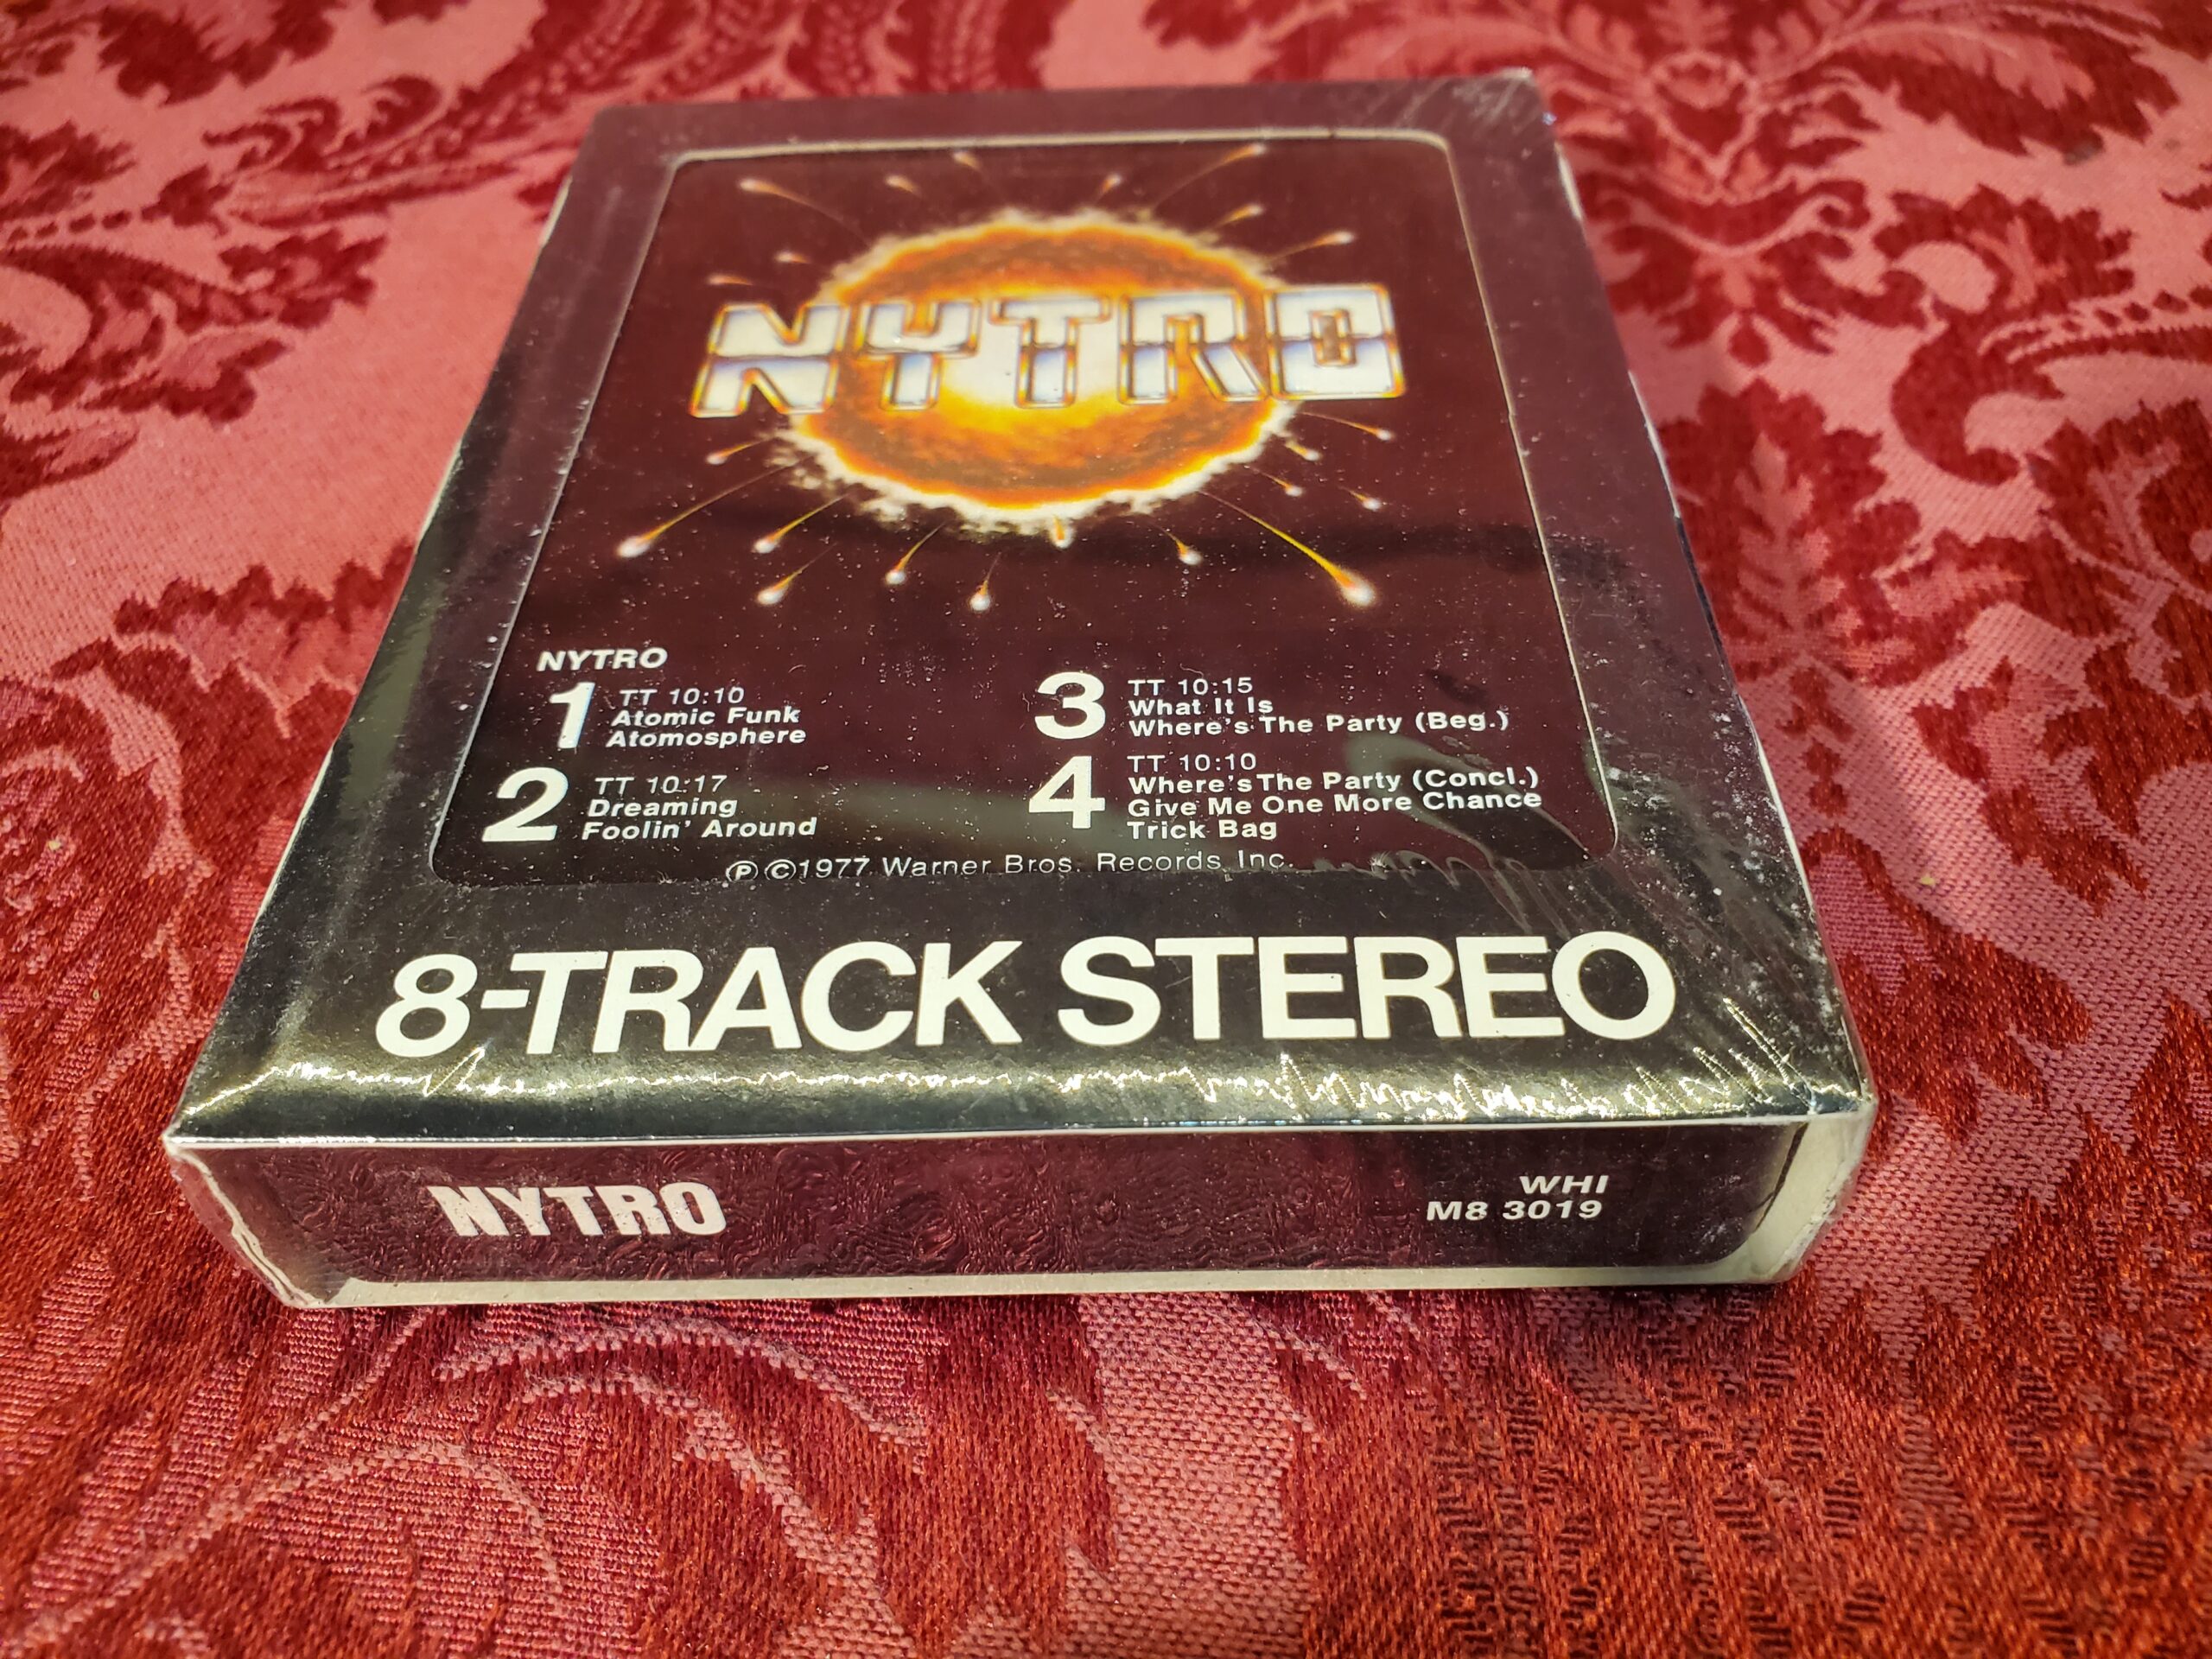 NYTRO
NYTRO
1 TT 10:10
Atomic Funk
Atomosphere
2 TT 10:17
Dreaming
Foolin' Around
3 TT 10:15
What It Is
Where's The Party (Beg.)
4 TT 10:10
Where's The Party (Concl.)
Give Me One More Chance
Trick Bag
℗ ©1977 Warner Bros. Records Inc.
8-TRACK STEREO
NYTRO
WHI
M8 3019